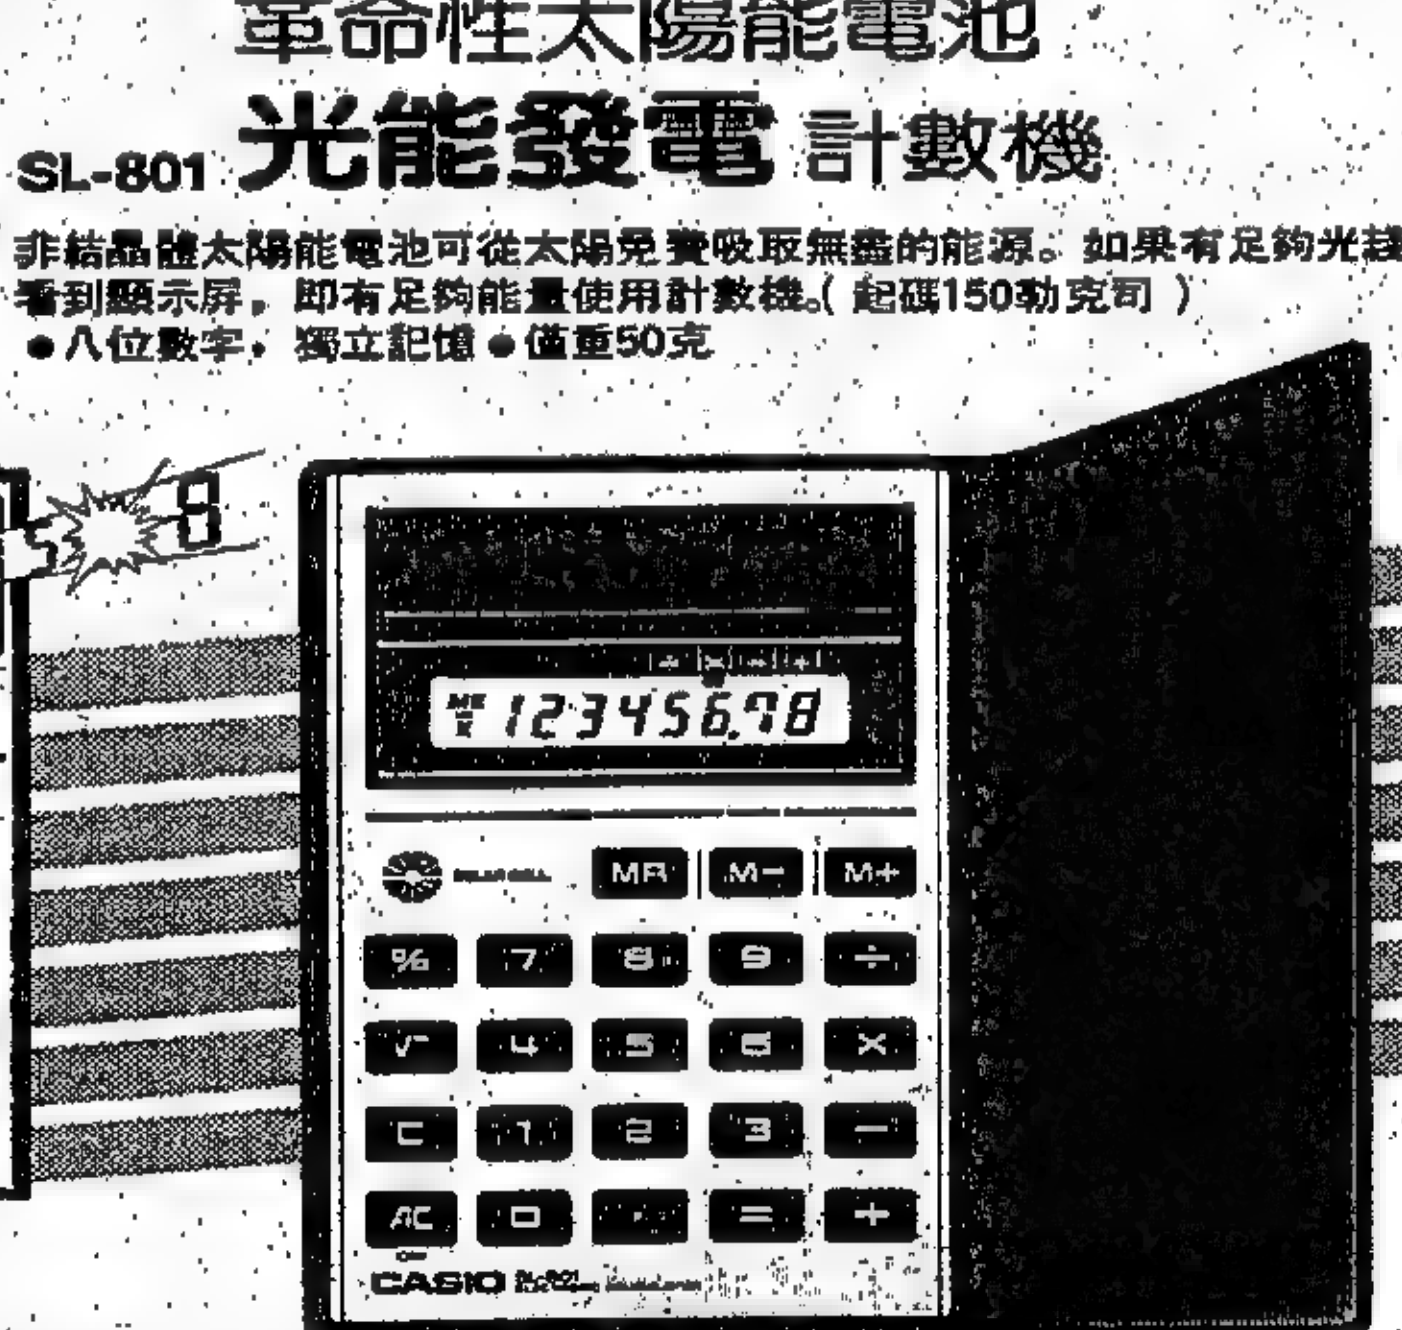 革命性太陽能電池
SL-801 光能發電 計數機
非結晶體太陽能電池可從太陽免費吸取無盡的能源。如果有足夠光線
看到顯示屏，即有足夠能量使用計數機。（起碼150勒克司）
●八位數字，獨立記憶●僅重50克
5 8
÷ × − +
12345678
MR M− M+
% 7 8 9 ÷
√ 4 5 6 ×
C 1 2 3 −
AC 0 . = +
ON
CASIO